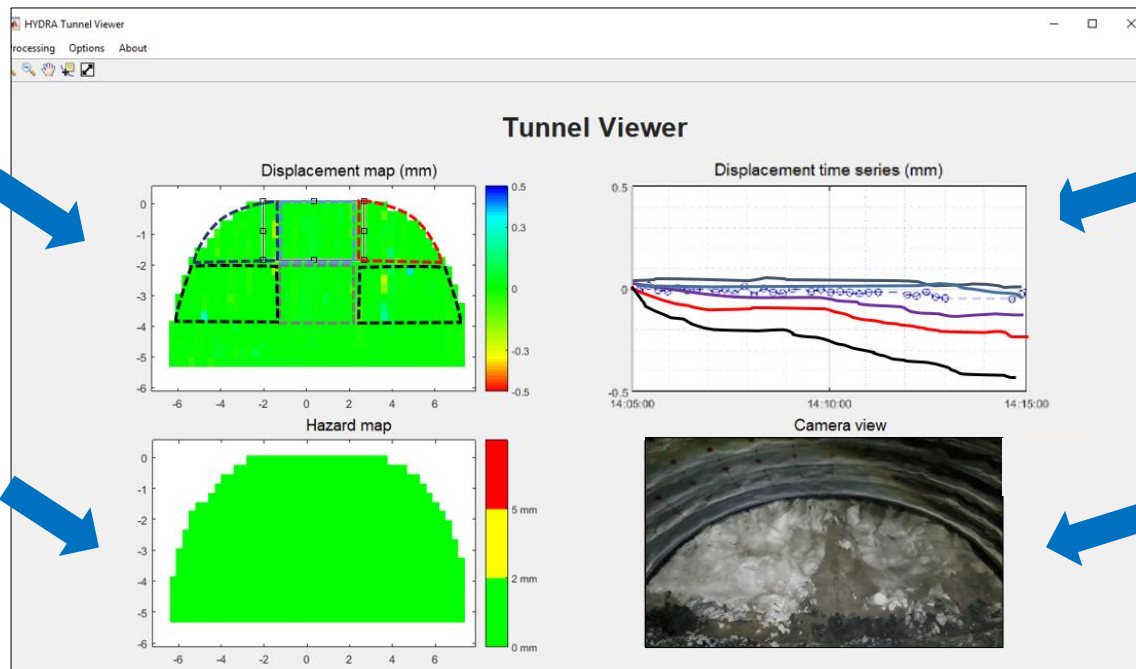 HYDRA Tunnel Viewer
rocessing Options About
Tunnel Viewer
Displacement map (mm)
0
-1
-2
-3
-4
-5
-6
-6 -4 -2 0 2 4 6
0.5
0.3
0
-0.3
-0.5
Displacement time series (mm)
0.5
0
-0.5
14:05:00 14:10:00 14:15:00
Hazard map
0
-1
-2
-3
-4
-5
-6
-6 -4 -2 0 2 4 6
5 mm
2 mm
0 mm
Camera view